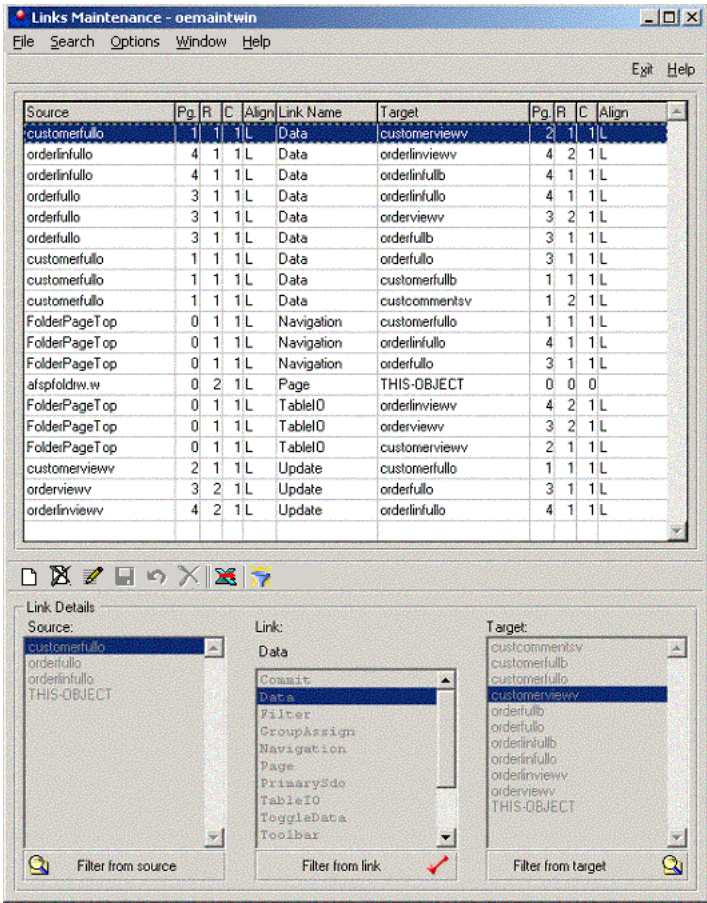 Links Maintenance - oemaintwin
File Search Options Window Help
Exit Help
Source Pg. R C Align Link Name Target Pg. R C Align
customerfullo 1 1 1 L Data customerviewv 2 1 1 L
orderlinfullo 4 1 1 L Data orderlinviewv 4 2 1 L
orderlinfullo 4 1 1 L Data orderlinfullb 4 1 1 L
orderfullo 3 1 1 L Data orderlinfullo 4 1 1 L
orderfullo 3 1 1 L Data orderviewv 3 2 1 L
orderfullo 3 1 1 L Data orderfullb 3 1 1 L
customerfullo 1 1 1 L Data orderfullo 3 1 1 L
customerfullo 1 1 1 L Data customerfullb 1 1 1 L
customerfullo 1 1 1 L Data custcommentsv 1 2 1 L
FolderPageTop 0 1 1 L Navigation customerfullo 1 1 1 L
FolderPageTop 0 1 1 L Navigation orderlinfullo 4 1 1 L
FolderPageTop 0 1 1 L Navigation orderfullo 3 1 1 L
afspfoldrw.w 0 2 1 L Page THIS-OBJECT 0 0 0
FolderPageTop 0 1 1 L TableIO orderlinviewv 4 2 1 L
FolderPageTop 0 1 1 L TableIO orderviewv 3 2 1 L
FolderPageTop 0 1 1 L TableIO customerviewv 2 1 1 L
customerviewv 2 1 1 L Update customerfullo 1 1 1 L
orderviewv 3 2 1 L Update orderfullo 3 1 1 L
orderlinviewv 4 2 1 L Update orderlinfullo 4 1 1 L
Link Details
Source:
customerfullo
orderfullo
orderlinfullo
THIS-OBJECT
Filter from source
Link:
Data
Commit
Data
Filter
GroupAssign
Navigation
Page
PrimarySdo
TableIO
ToggleData
Toolbar
Filter from link
Target:
custcommentsv
customerfullb
customerfullo
customerviewv
orderfullb
orderfullo
orderlinfullb
orderlinfullo
orderlinviewv
orderviewv
THIS-OBJECT
Filter from target